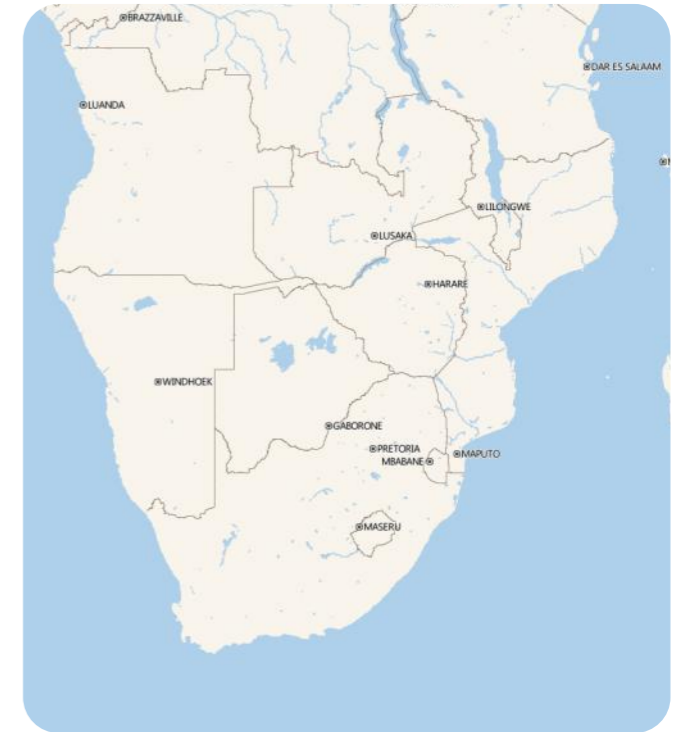 BRAZZAVILLE
DAR ES SALAAM
LUANDA
LILONGWE
LUSAKA
HARARE
WINDHOEK
GABORONE
PRETORIA
MBABANE
MAPUTO
MASERU